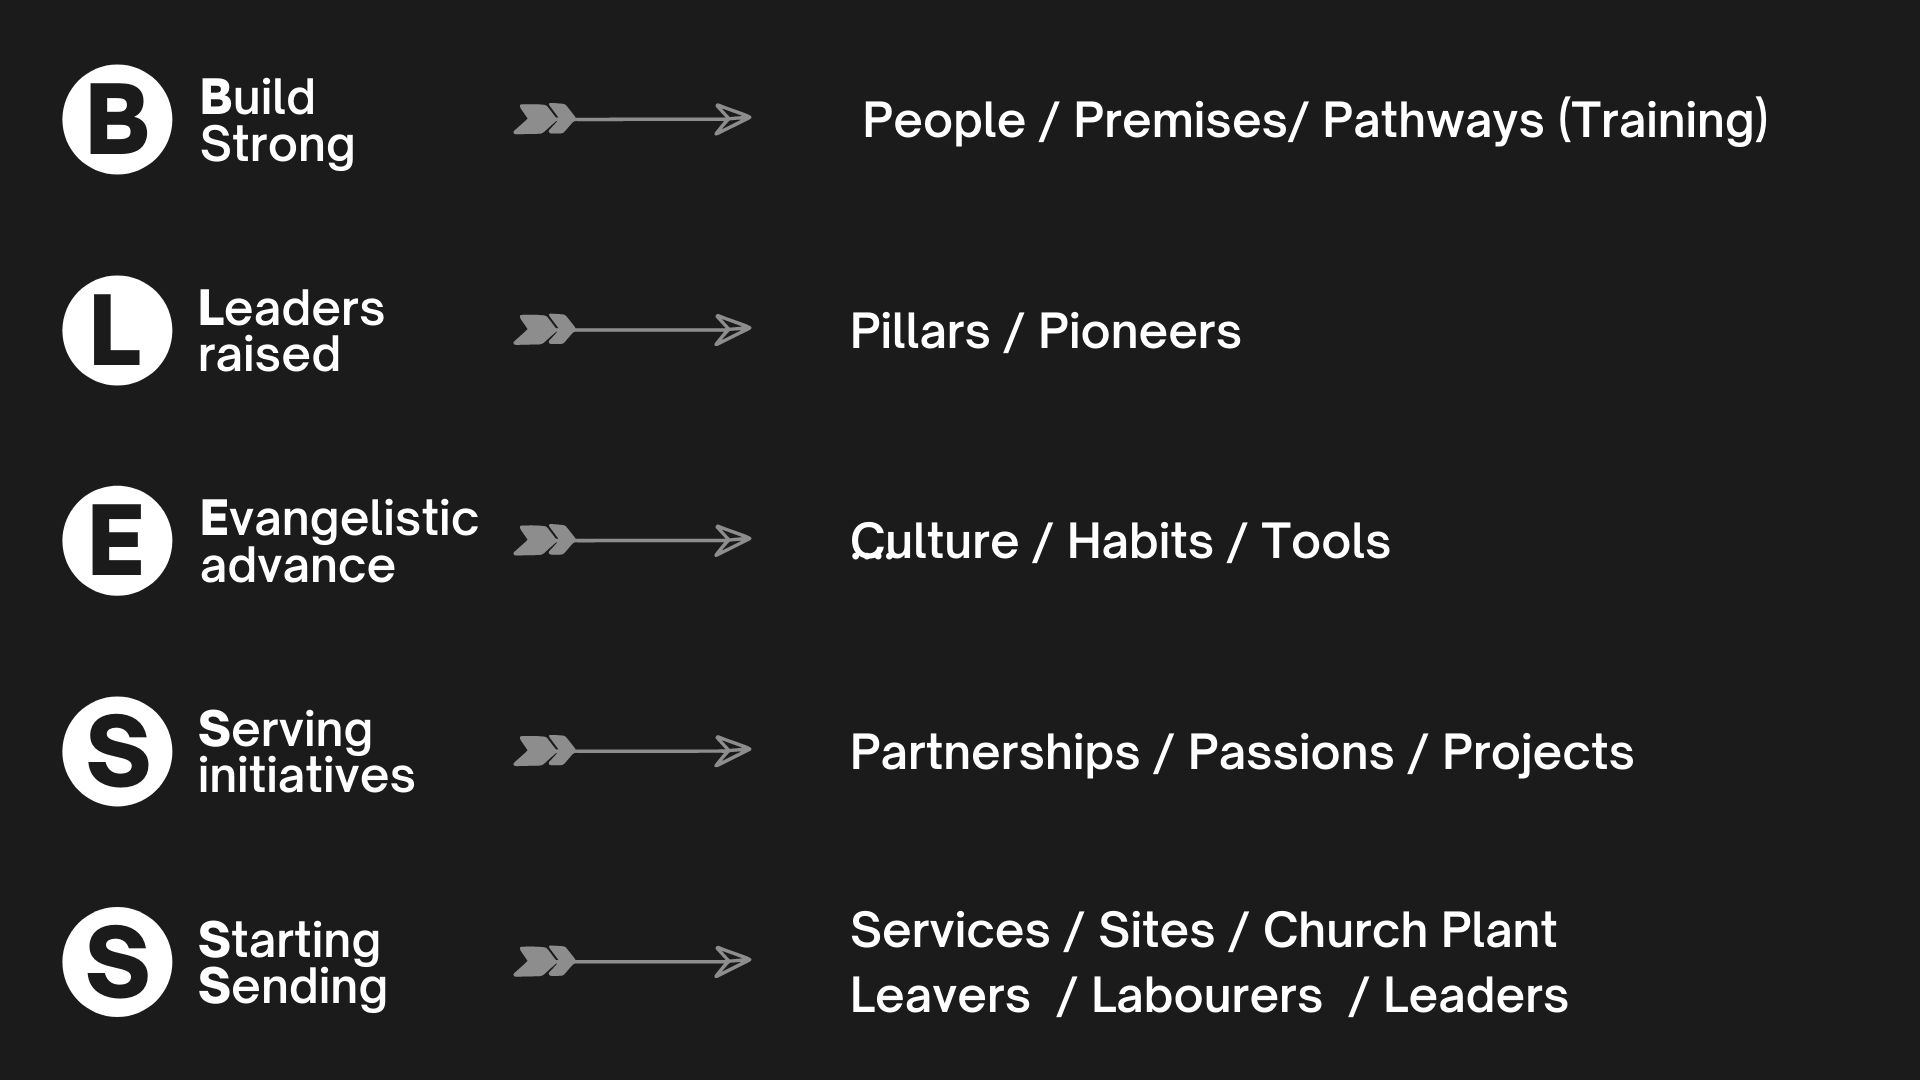 B
Build
Strong
People / Premises/ Pathways (Training)
L
Leaders
raised
Pillars / Pioneers
E
Evangelistic
advance
Culture / Habits / Tools
S
Serving
initiatives
Partnerships / Passions / Projects
S
Starting
Sending
Services / Sites / Church Plant
Leavers / Labourers / Leaders